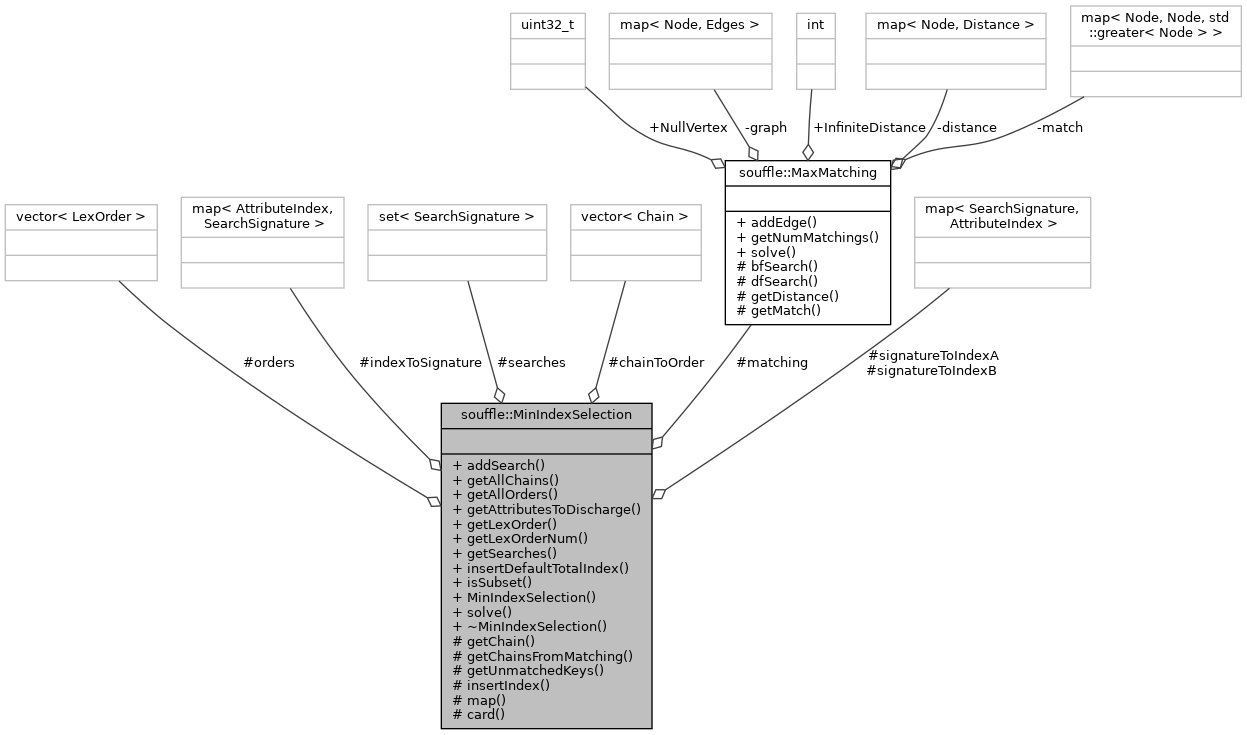 uint32_t
map< Node, Edges >
int
map< Node, Distance >
map< Node, Node, std
::greater< Node > >
+NullVertex
-graph
+InfiniteDistance
-distance
-match
souffle::MaxMatching
+ addEdge()
+ getNumMatchings()
+ solve()
# bfSearch()
# dfSearch()
# getDistance()
# getMatch()
vector< LexOrder >
map< AttributeIndex,
SearchSignature >
set< SearchSignature >
vector< Chain >
map< SearchSignature,
AttributeIndex >
#orders
#indexToSignature
#searches
#chainToOrder
#matching
#signatureToIndexA
#signatureToIndexB
souffle::MinIndexSelection
+ addSearch()
+ getAllChains()
+ getAllOrders()
+ getAttributesToDischarge()
+ getLexOrder()
+ getLexOrderNum()
+ getSearches()
+ insertDefaultTotalIndex()
+ isSubset()
+ MinIndexSelection()
+ solve()
+ ~MinIndexSelection()
# getChain()
# getChainsFromMatching()
# getUnmatchedKeys()
# insertIndex()
# map()
# card()